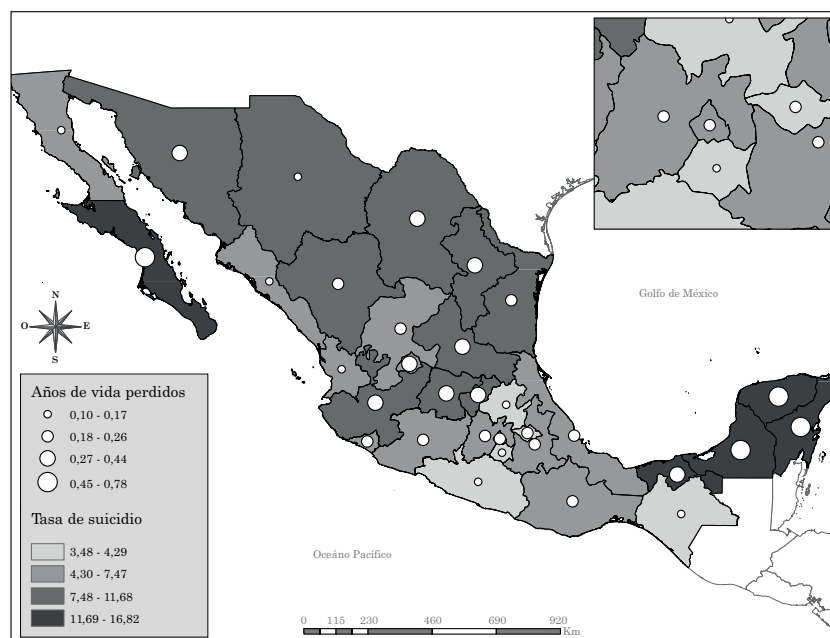 Golfo de México
N
O E
S
Años de vida perdidos
0,10 - 0,17
0,18 - 0,26
0,27 - 0,44
0,45 - 0,78
Tasa de suicidio
3,48 - 4,29
4,30 - 7,47
7,48 - 11,68
11,69 - 16,82
Oceáno Pacífico
0 115 230 460 690 920
Km